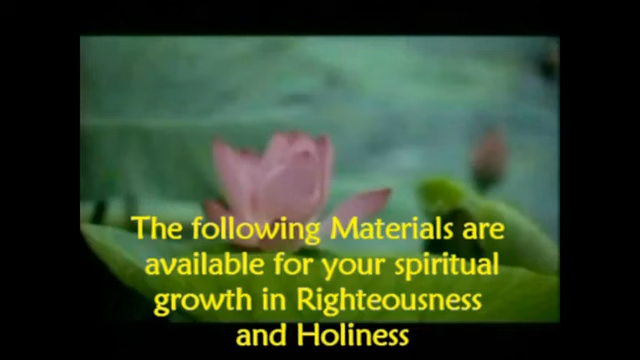 The following Materials are
available for your spiritual
growth in Righteousness
and Holiness